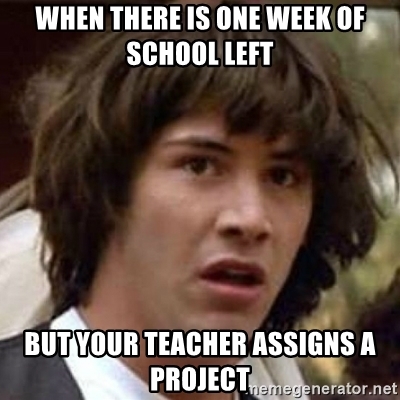 WHEN THERE IS ONE WEEK OF
SCHOOL LEFT
BUT YOUR TEACHER ASSIGNS A
PROJECT
memegenerator.net